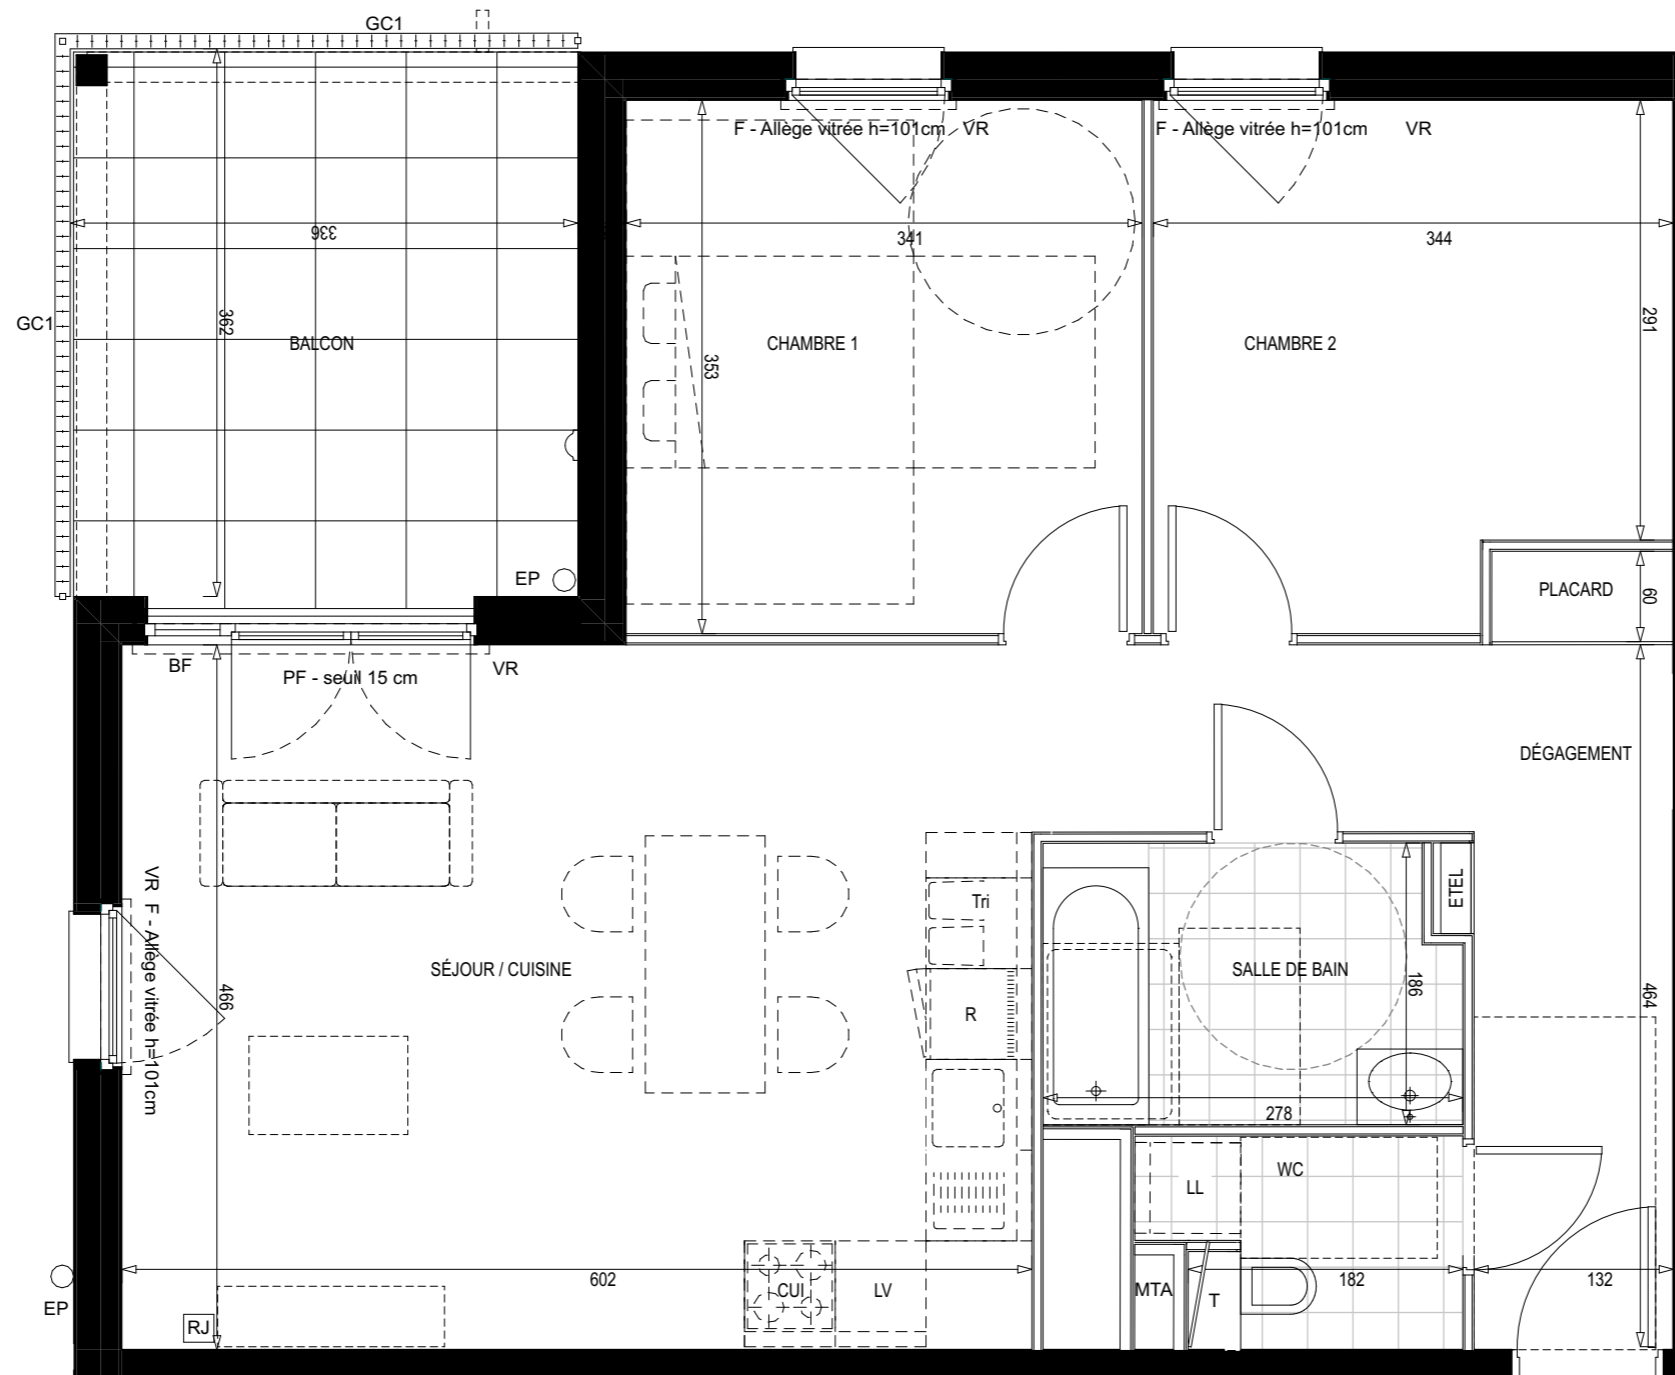 GC1
F - Allège vitrée h=101cm VR
F - Allège vitrée h=101cm VR
336
341
344
GC1
362
291
BALCON
CHAMBRE 1
CHAMBRE 2
353
EP
PLACARD
60
BF
PF - seuil 15 cm
VR
DÉGAGEMENT
VR F - Allège vitrée h=101cm
Tri
ETEL
SÉJOUR / CUISINE
SALLE DE BAIN
466
186
464
R
278
WC
LL
EP
602
CUI
LV
MTA
T
182
132
RJ